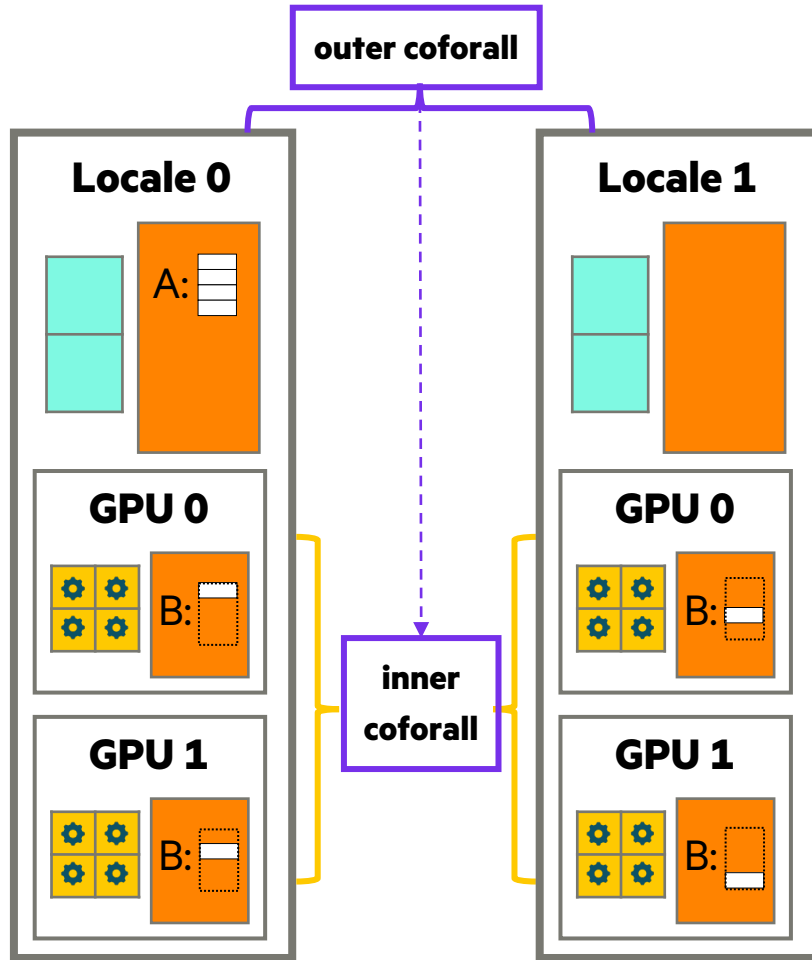 outer coforall
Locale 0
A:
GPU 0
B:
GPU 1
B:
inner
coforall
Locale 1
GPU 0
B:
GPU 1
B: